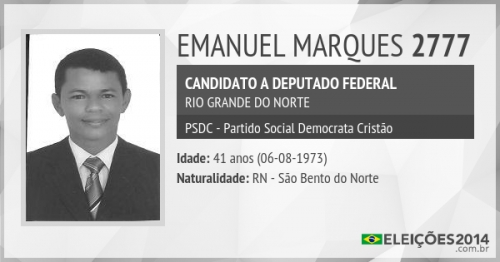 EMANUEL MARQUES 2777
CANDIDATO A DEPUTADO FEDERAL
RIO GRANDE DO NORTE
PSDC - Partido Social Democrata Cristão
Idade: 41 anos (06-08-1973)
Naturalidade: RN - São Bento do Norte
ELEIÇÕES2014
.com.br